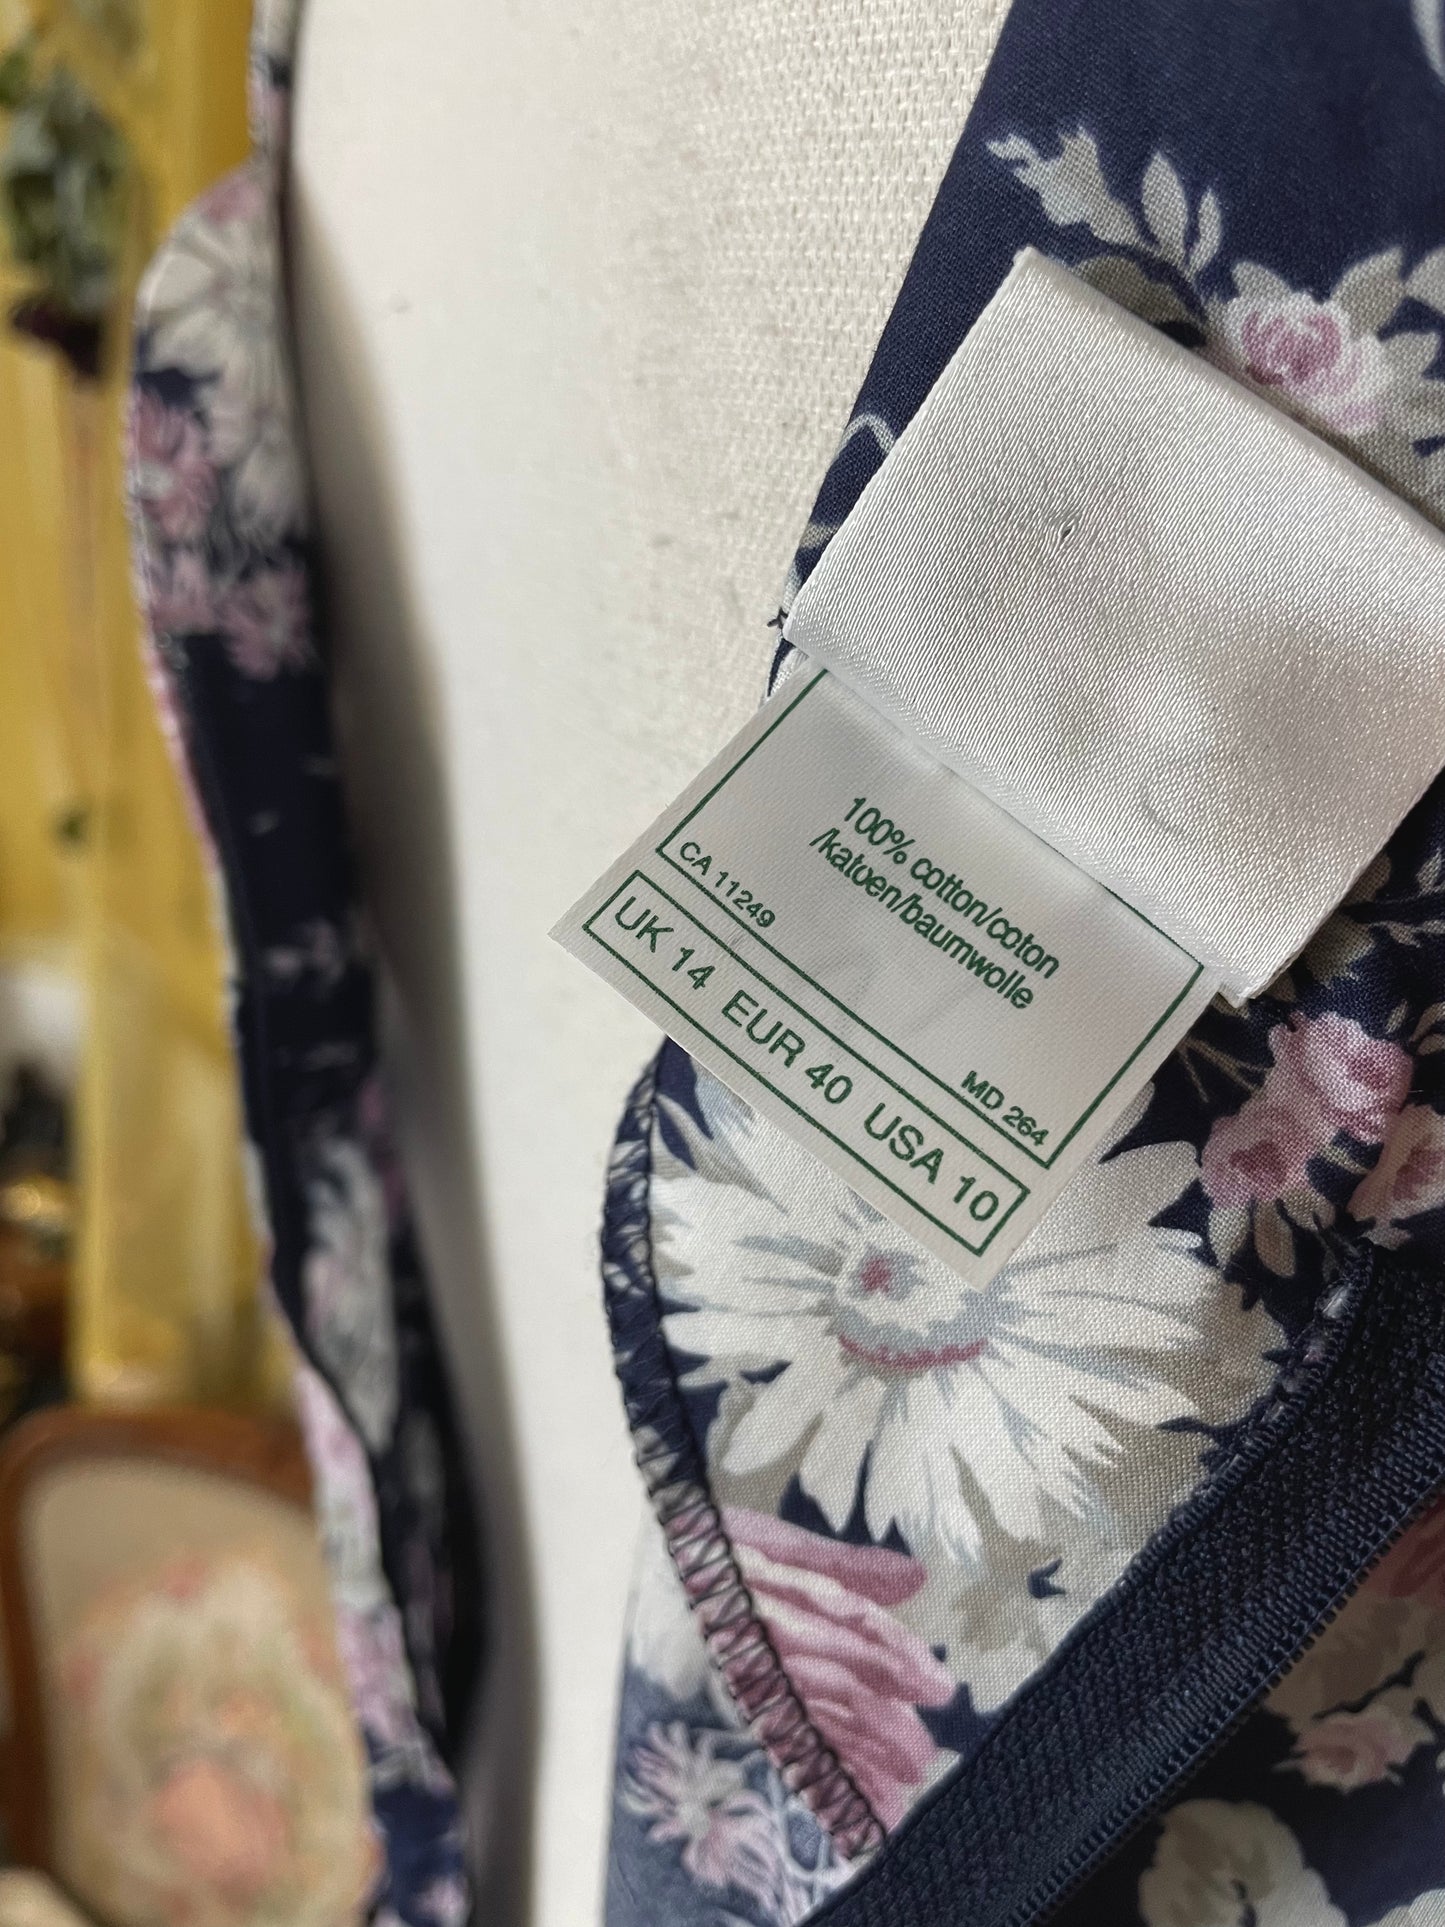 100% cotton/coton
/katoen/baumwolle
CA 11249
MD 264
UK 14 EUR 40 USA 10